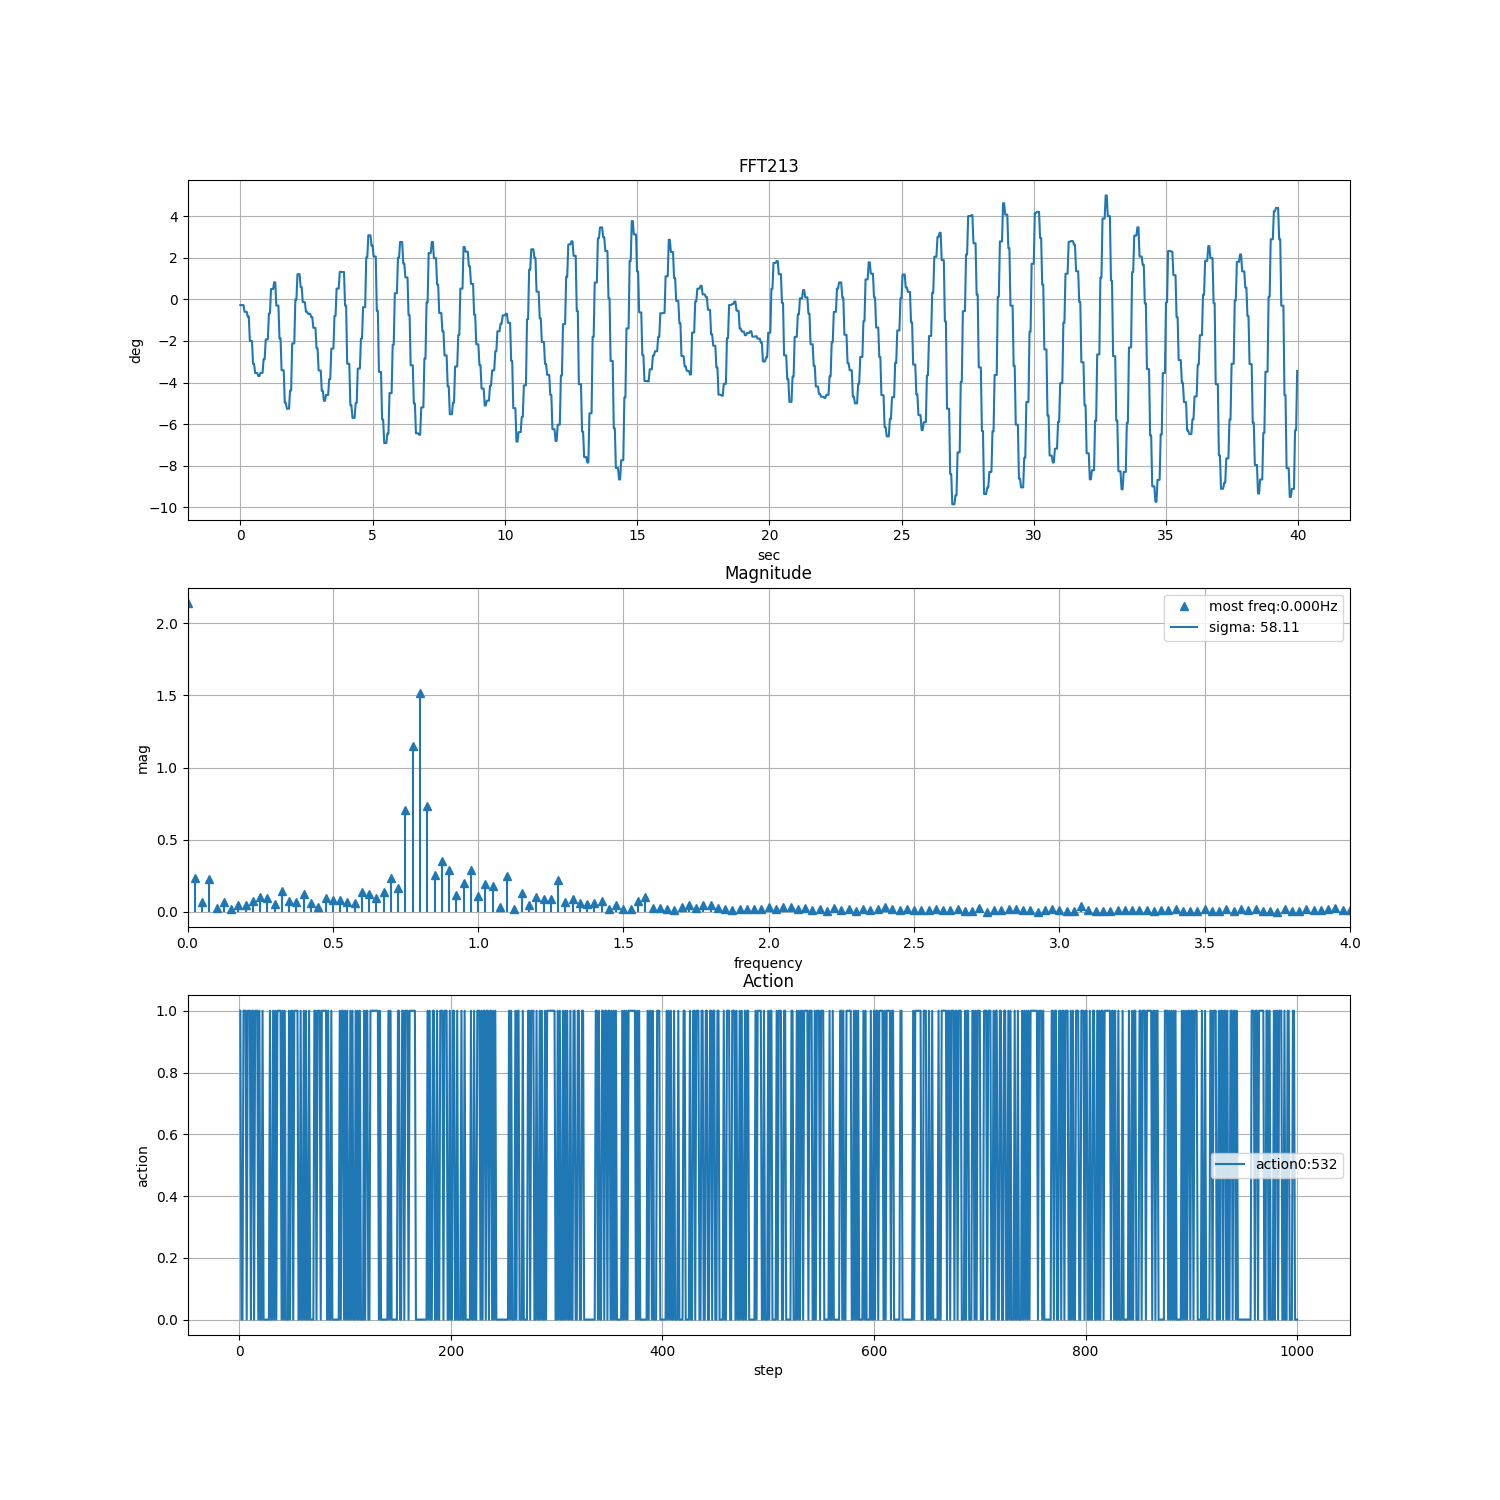 FFT213
4
2
0
−2
−4
−6
−8
−10
deg
0 5 10 15 20 25 30 35 40
sec
Magnitude
most freq:0.000Hz
sigma: 58.11
2.0
1.5
1.0
0.5
0.0
mag
0.0 0.5 1.0 1.5 2.0 2.5 3.0 3.5 4.0
frequency
Action
1.0
0.8
0.6
0.4
0.2
0.0
action
action0:532
0 200 400 600 800 1000
step